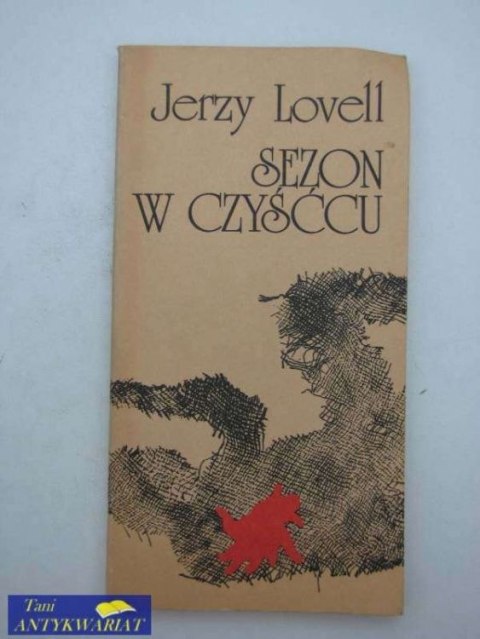 Jerzy Lovell
SEZON
W CZYŚĆCU
Tani
ANTYKWARIAT